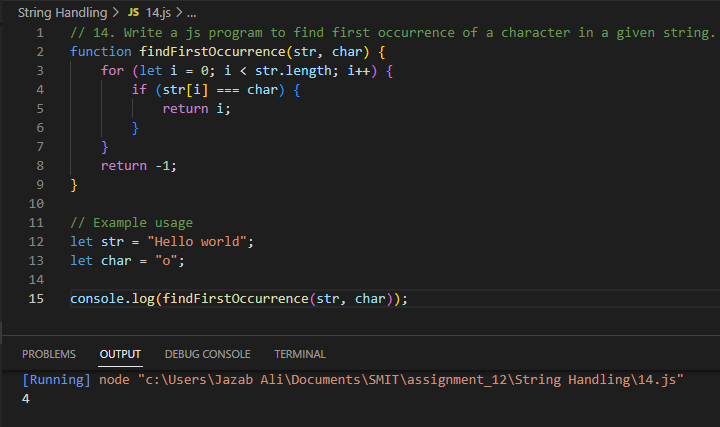 String Handling > JS 14.js > ...
1 // 14. Write a js program to find first occurrence of a character in a given string.
2 function findFirstOccurrence(str, char) {
3     for (let i = 0; i < str.length; i++) {
4         if (str[i] === char) {
5             return i;
6         }
7     }
8     return -1;
9 }
10
11 // Example usage
12 let str = "Hello world";
13 let char = "o";
14
15 console.log(findFirstOccurrence(str, char));
PROBLEMS OUTPUT DEBUG CONSOLE TERMINAL
[Running] node "c:\Users\Jazab Ali\Documents\SMIT\assignment_12\String Handling\14.js"
4